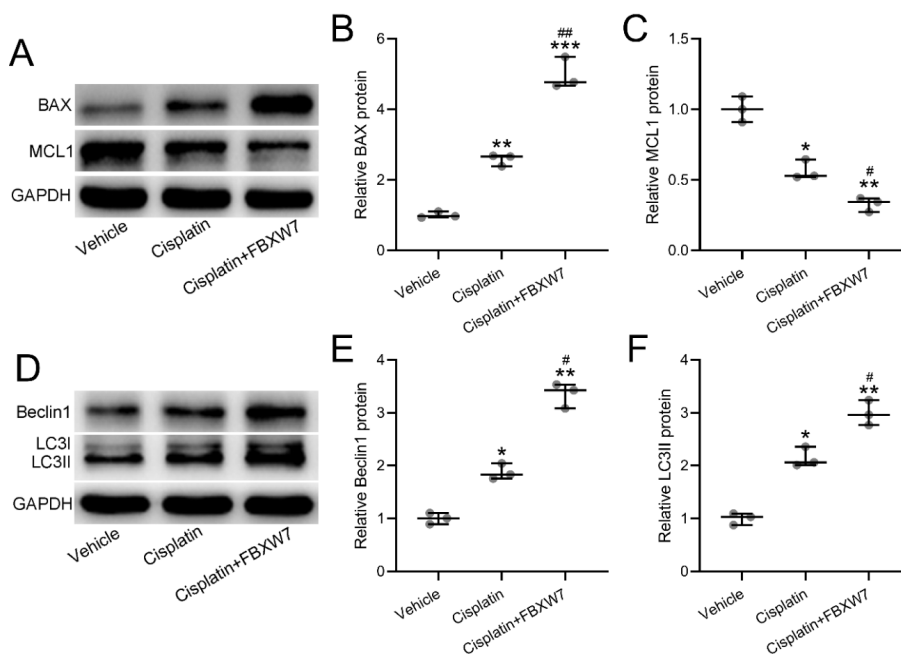 A
BAX
MCL1
GAPDH
Vehicle
Cisplatin
Cisplatin+FBXW7
B
Relative BAX protein
6
4
2
0
**
##
***
Vehicle
Cisplatin
Cisplatin+FBXW7
C
Relative MCL1 protein
1.5
1.0
0.5
0.0
*
#
**
Vehicle
Cisplatin
Cisplatin+FBXW7
D
Beclin1
LC3I
LC3II
GAPDH
Vehicle
Cisplatin
Cisplatin+FBXW7
E
Relative Beclin1 protein
4
3
2
1
0
*
#
**
Vehicle
Cisplatin
Cisplatin+FBXW7
F
Relative LC3II protein
4
3
2
1
0
*
#
**
Vehicle
Cisplatin
Cisplatin+FBXW7